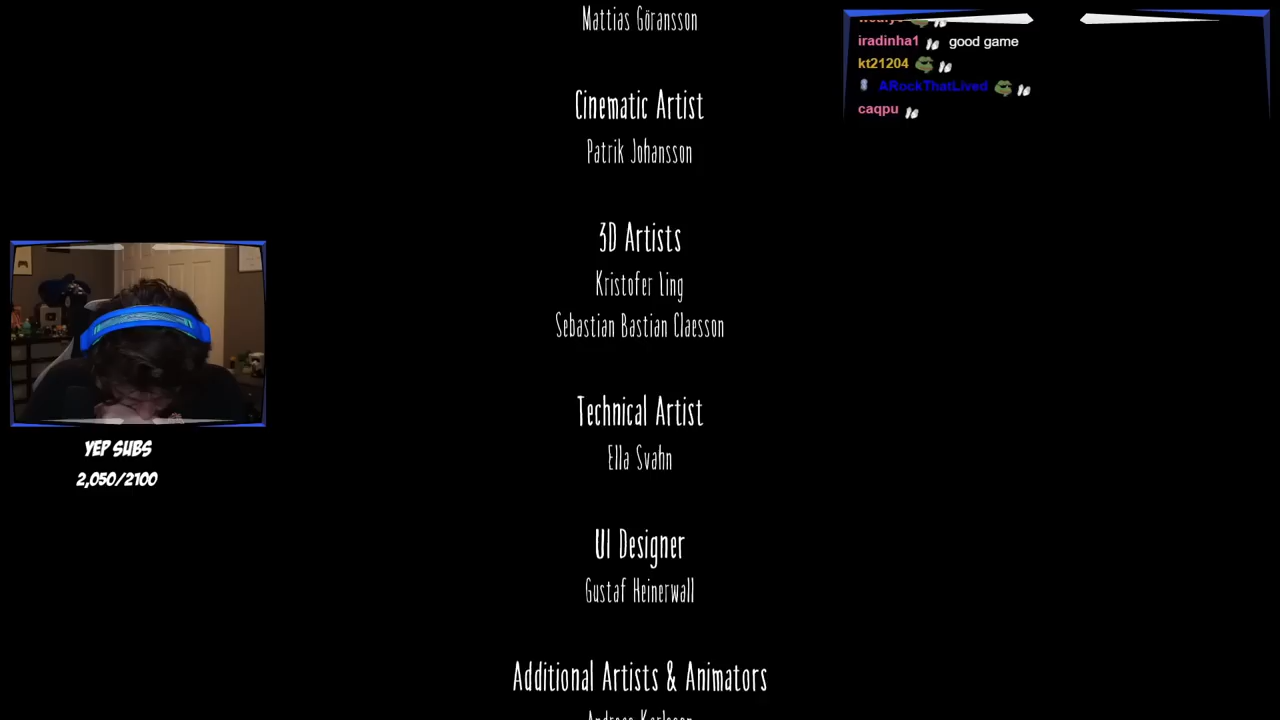 Mattias Göransson
Cinematic Artist
Patrik Johansson
3D Artists
Kristofer Ling
Sebastian Bastian Claesson
Technical Artist
Ella Svahn
UI Designer
Gustaf Heinerwall
Additional Artists & Animators
iradinha1 good game
kt21204
ARockThatLived
caqpu
YEP SUBS
2,050/2100